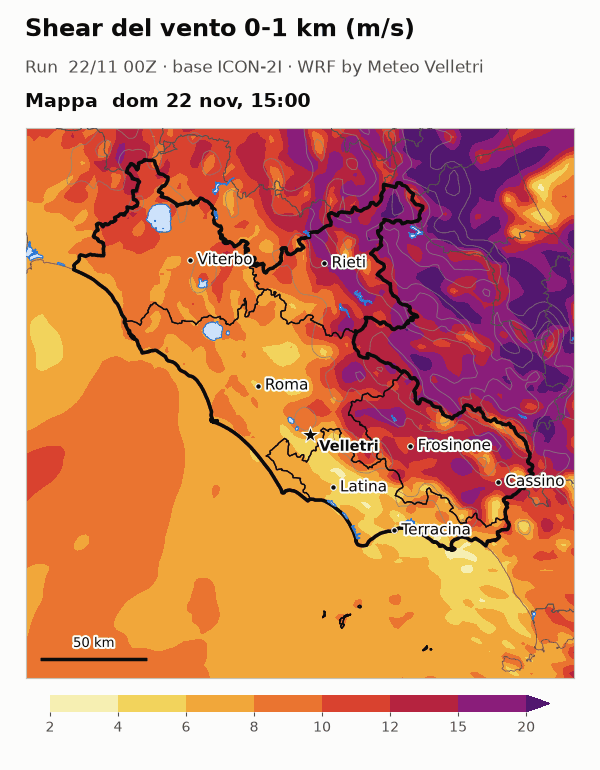 Shear del vento 0-1 km (m/s)
Run  22/11 00Z · base ICON-2I · WRF by Meteo Velletri
Mappa  dom 22 nov, 15:00
Viterbo
Rieti
Roma
Velletri
Frosinone
Latina
Cassino
Terracina
50 km
2 4 6 8 10 12 15 20